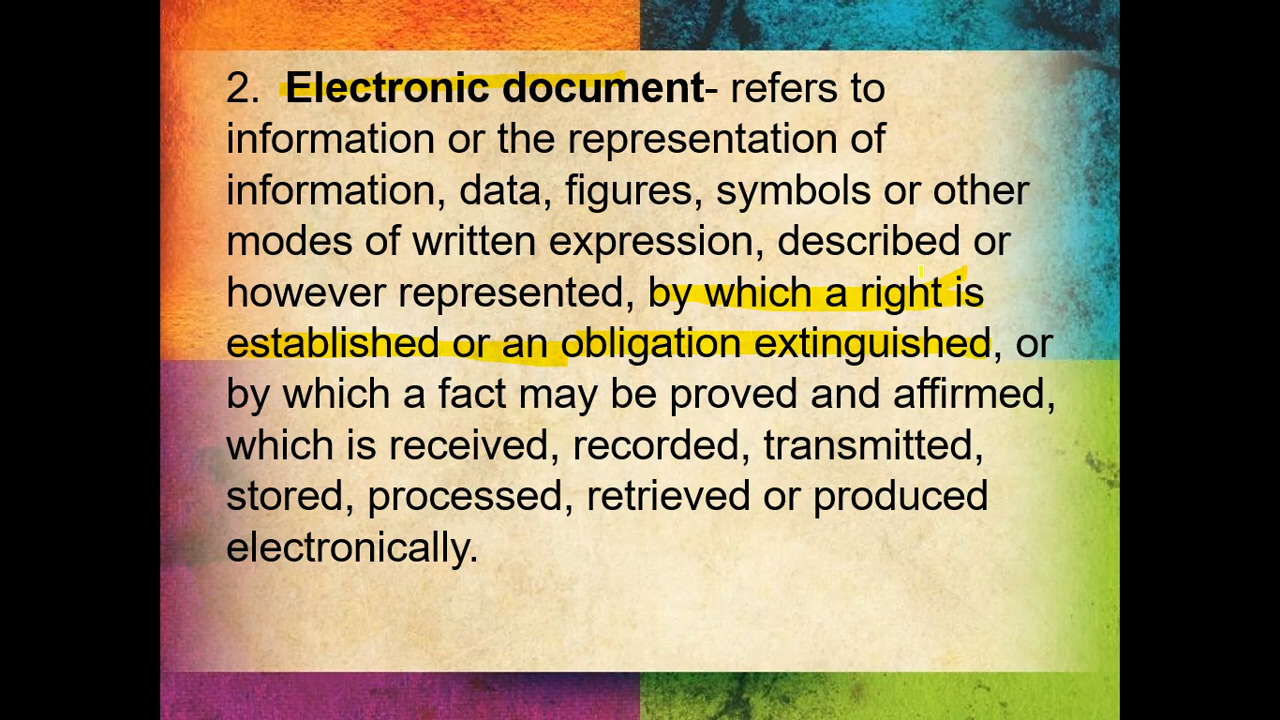 2. Electronic document- refers to
information or the representation of
information, data, figures, symbols or other
modes of written expression, described or
however represented, by which a right is
established or an obligation extinguished, or
by which a fact may be proved and affirmed,
which is received, recorded, transmitted,
stored, processed, retrieved or produced
electronically.